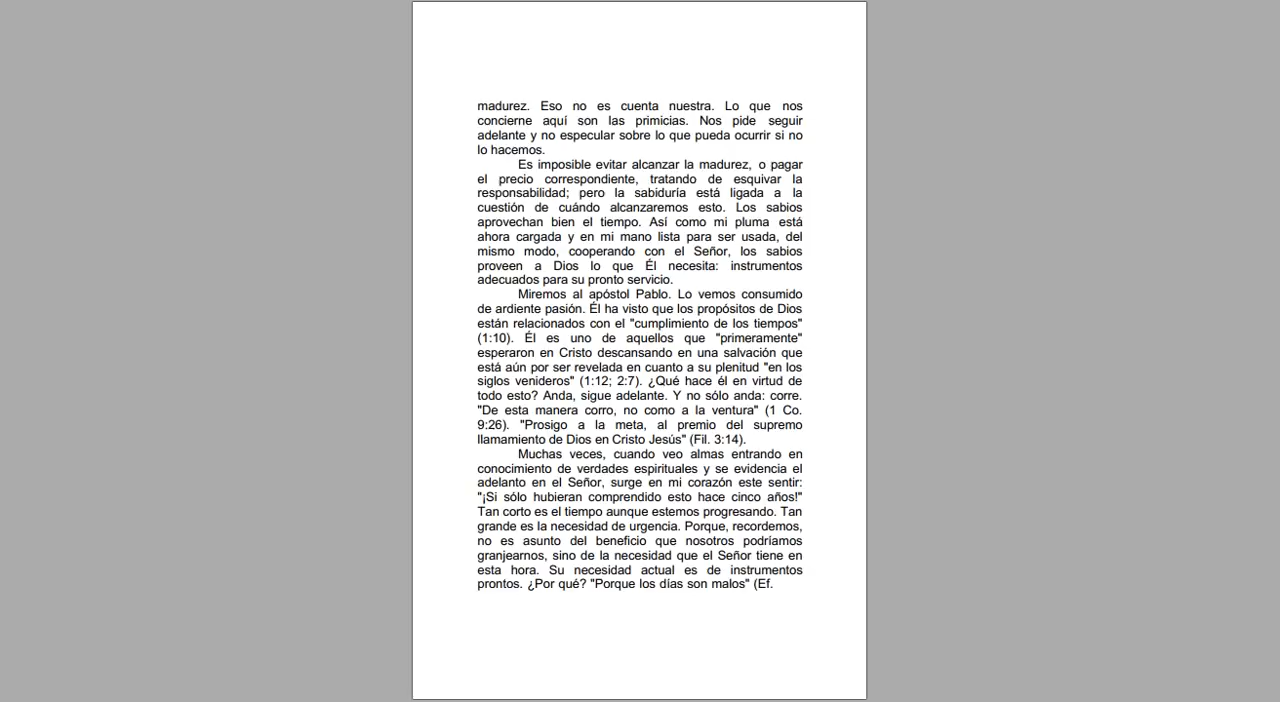 madurez. Eso no es cuenta nuestra. Lo que nos
concierne aquí son las primicias. Nos pide seguir
adelante y no especular sobre lo que pueda ocurrir si no
lo hacemos.
Es imposible evitar alcanzar la madurez, o pagar
el precio correspondiente, tratando de esquivar la
responsabilidad; pero la sabiduría está ligada a la
cuestión de cuándo alcanzaremos esto. Los sabios
aprovechan bien el tiempo. Así como mi pluma está
ahora cargada y en mi mano lista para ser usada, del
mismo modo, cooperando con el Señor, los sabios
proveen a Dios lo que Él necesita: instrumentos
adecuados para su pronto servicio.
Miremos al apóstol Pablo. Lo vemos consumido
de ardiente pasión. Él ha visto que los propósitos de Dios
están relacionados con el "cumplimiento de los tiempos"
(1:10). Él es uno de aquellos que "primeramente"
esperaron en Cristo descansando en una salvación que
está aún por ser revelada en cuanto a su plenitud "en los
siglos venideros" (1:12; 2:7). ¿Qué hace él en virtud de
todo esto? Anda, sigue adelante. Y no sólo anda: corre.
"De esta manera corro, no como a la ventura" (1 Co.
9:26). "Prosigo a la meta, al premio del supremo
llamamiento de Dios en Cristo Jesús" (Fil. 3:14).
Muchas veces, cuando veo almas entrando en
conocimiento de verdades espirituales y se evidencia el
adelanto en el Señor, surge en mi corazón este sentir:
"¡Si sólo hubieran comprendido esto hace cinco años!"
Tan corto es el tiempo aunque estemos progresando. Tan
grande es la necesidad de urgencia. Porque, recordemos,
no es asunto del beneficio que nosotros podríamos
granjearnos, sino de la necesidad que el Señor tiene en
esta hora. Su necesidad actual es de instrumentos
prontos. ¿Por qué? "Porque los días son malos" (Ef.